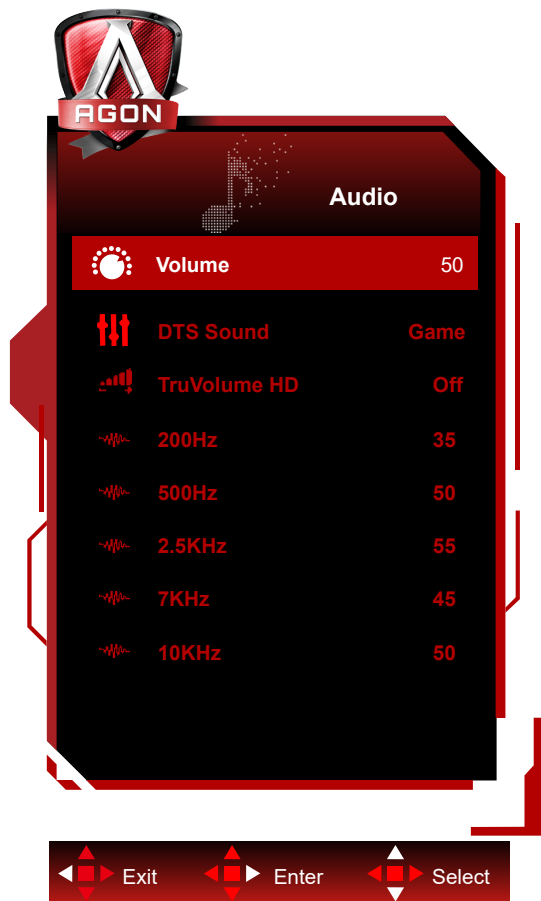 AGON
Audio
Volume 50
DTS Sound Game
TruVolume HD Off
200Hz 35
500Hz 50
2.5KHz 55
7KHz 45
10KHz 50
Exit Enter Select